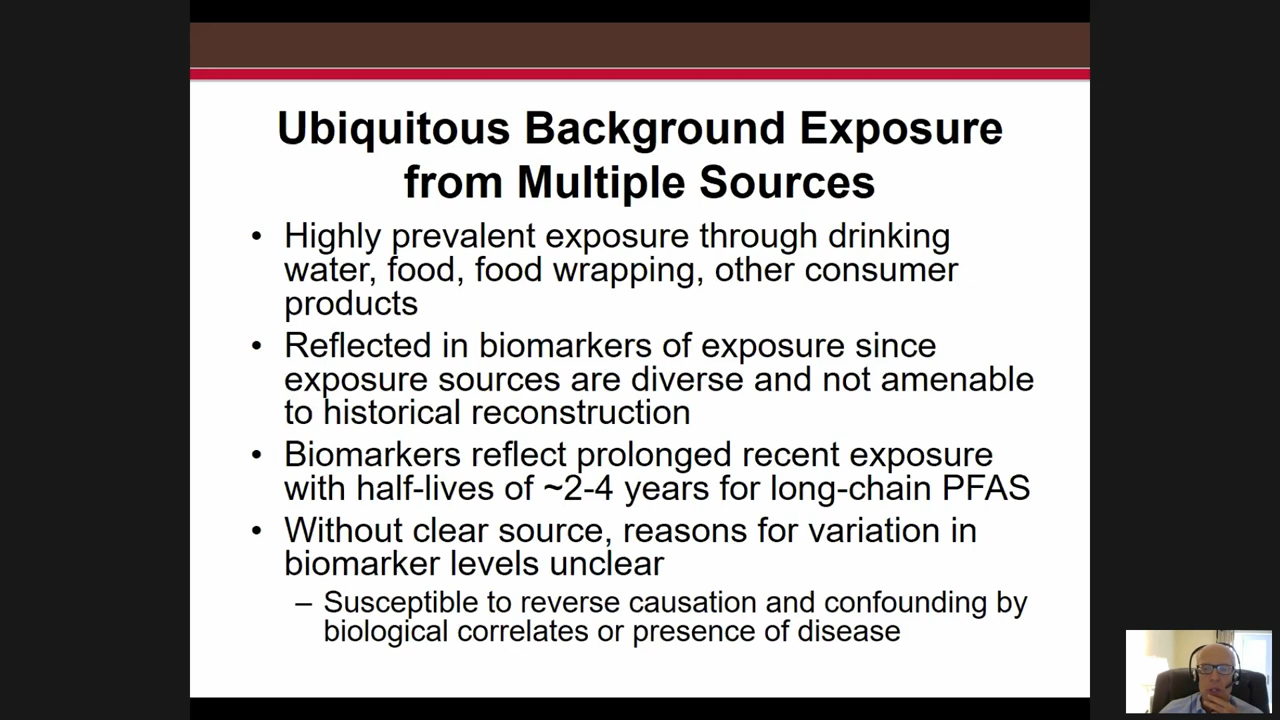 Ubiquitous Background Exposure
from Multiple Sources
• Highly prevalent exposure through drinking
water, food, food wrapping, other consumer
products
• Reflected in biomarkers of exposure since
exposure sources are diverse and not amenable
to historical reconstruction
• Biomarkers reflect prolonged recent exposure
with half-lives of ~2-4 years for long-chain PFAS
• Without clear source, reasons for variation in
biomarker levels unclear
– Susceptible to reverse causation and confounding by
biological correlates or presence of disease